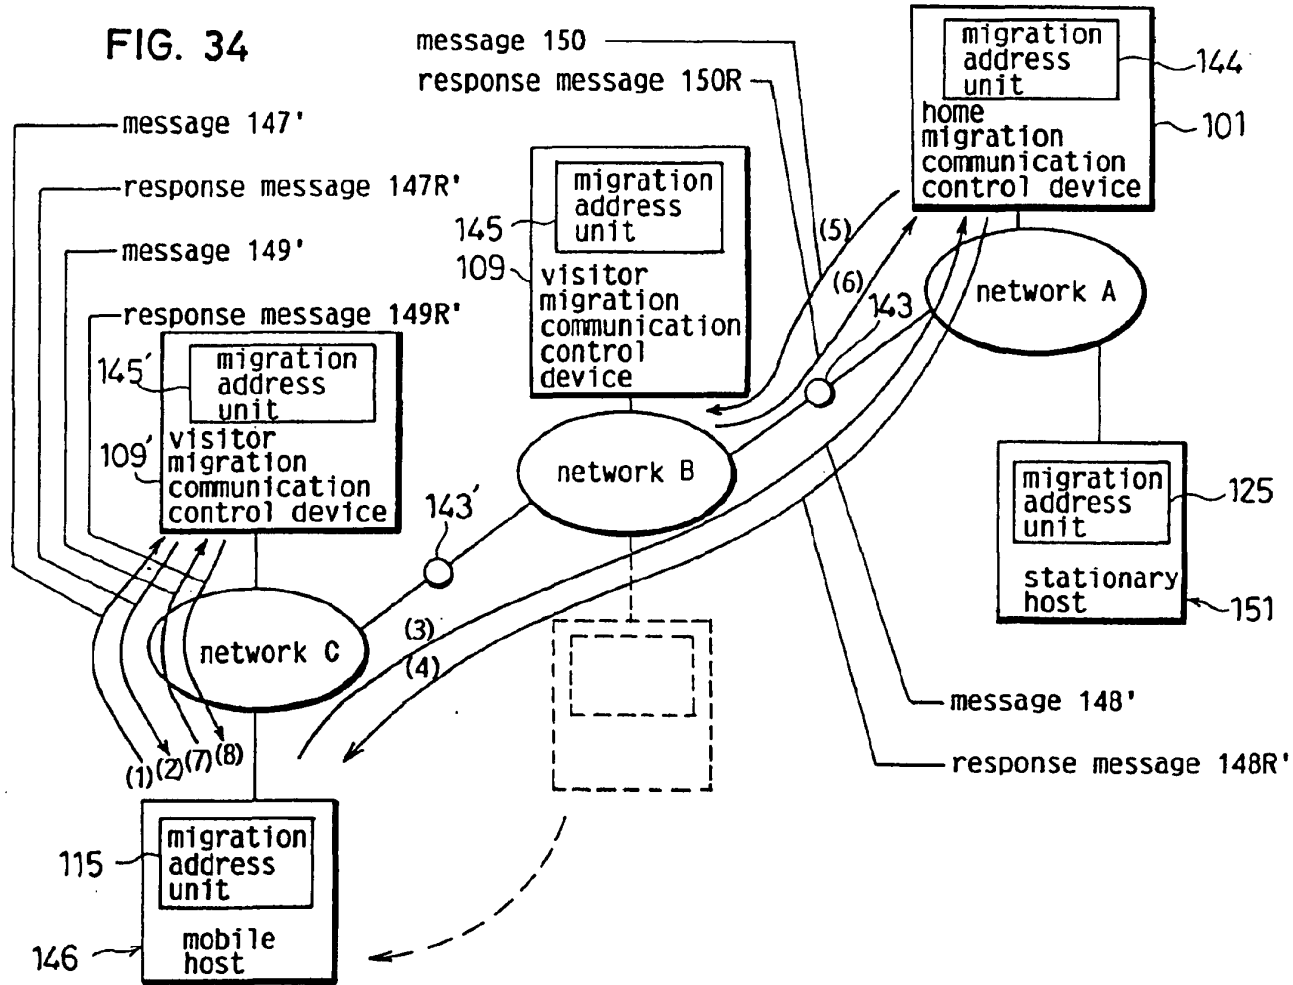 FIG. 34
message 150
response message 150R
migration
address
unit
144
home
migration
communication
control device
101
message 147'
response message 147R'
message 149'
response message 149R'
migration
address
unit
145
109
visitor
migration
communication
control
device
(5)
(6)
143
network A
migration
address
unit
145'
109'
visitor
migration
communication
control device
network B
143'
migration
address
unit
125
stationary
host
151
network C
(3)
(4)
(1)
(2)
(7)
(8)
message 148'
response message 148R'
migration
address
unit
115
mobile
host
146